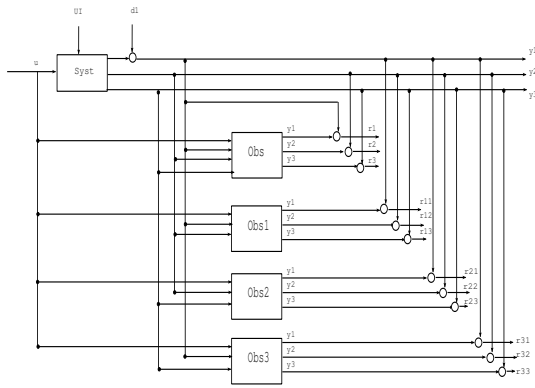 UI
d1
y1
u
Syst
y2
y3
y1
r1
Obs
y2
r2
y3
r3
y1
r11
Obs1
y2
r12
y3
r13
y1
r21
Obs2
y2
r22
y3
r23
y1
r31
Obs3
y2
r32
y3
r33